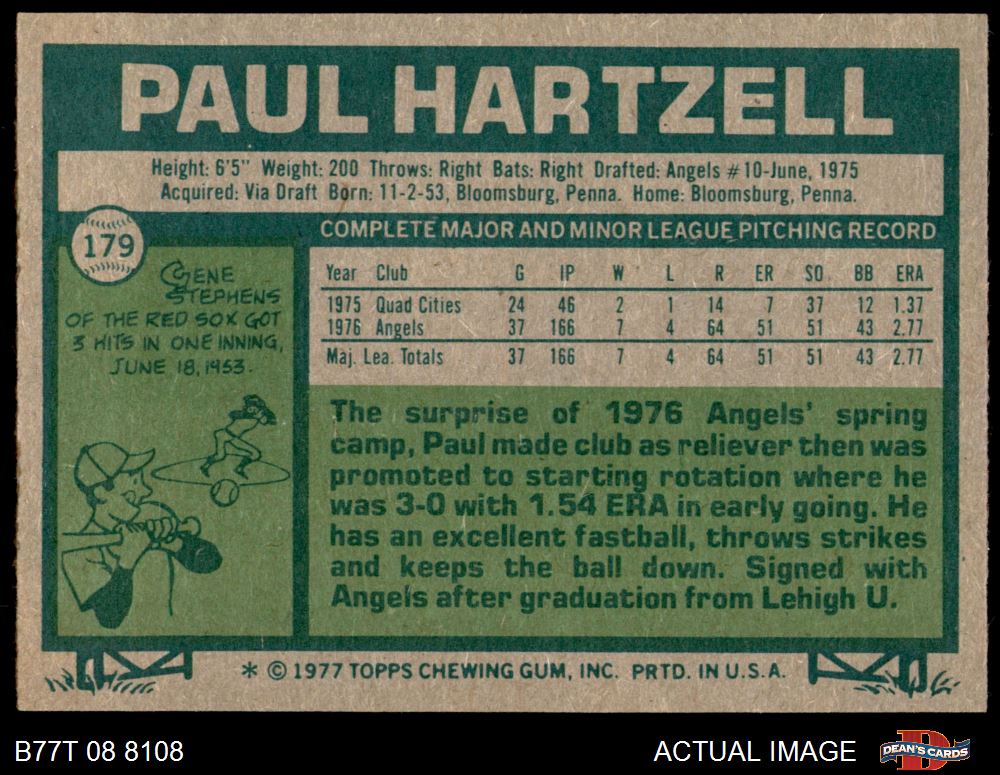 PAUL HARTZELL
Height: 6'5" Weight: 200 Throws: Right Bats: Right Drafted: Angels #10-June, 1975
Acquired: Via Draft Born: 11-2-53, Bloomsburg, Penna. Home: Bloomsburg, Penna.
179
GENE
STEPHENS
OF THE RED SOX GOT
3 HITS IN ONE INNING,
JUNE 18, 1953.
COMPLETE MAJOR AND MINOR LEAGUE PITCHING RECORD
Year Club G IP W L R ER SO BB ERA
1975 Quad Cities 24 46 2 1 14 7 37 12 1.37
1976 Angels 37 166 7 4 64 51 51 43 2.77
Maj. Lea. Totals 37 166 7 4 64 51 51 43 2.77
The surprise of 1976 Angels' spring
camp, Paul made club as reliever then was
promoted to starting rotation where he
was 3-0 with 1.54 ERA in early going. He
has an excellent fastball, throws strikes
and keeps the ball down. Signed with
Angels after graduation from Lehigh U.
* © 1977 TOPPS CHEWING GUM, INC. PRTD. IN U.S.A.
B77T 08 8108
ACTUAL IMAGE
D
DEAN'S CARDS